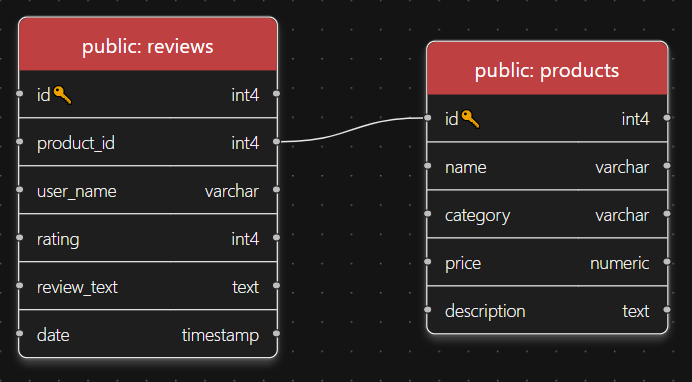 public: reviews
id int4
product_id int4
user_name varchar
rating int4
review_text text
date timestamp
public: products
id int4
name varchar
category varchar
price numeric
description text